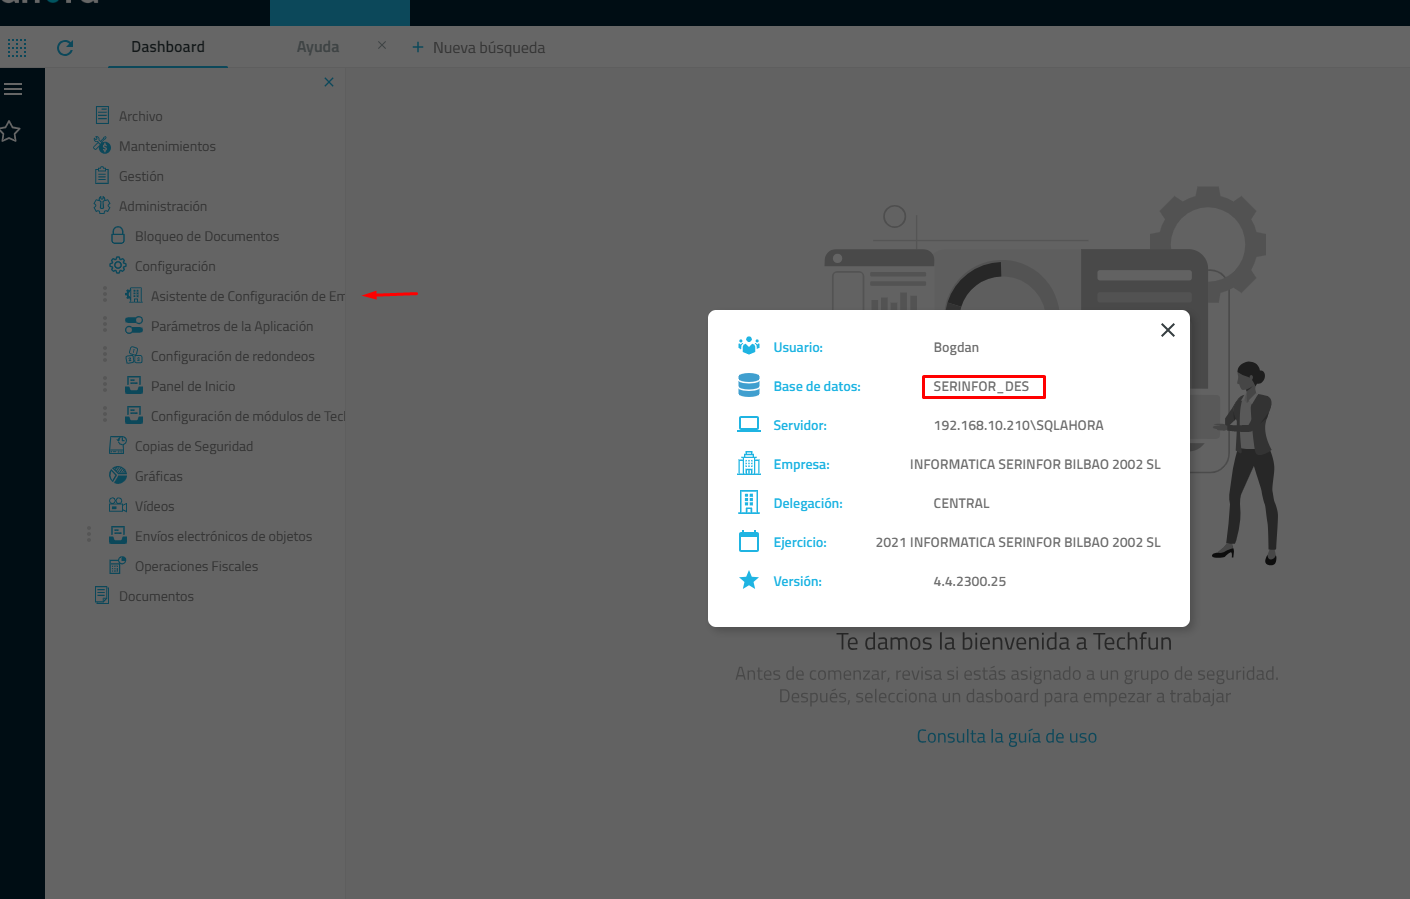 Dashboard
Ayuda
Nueva búsqueda
Archivo
Mantenimientos
Gestión
Administración
Bloqueo de Documentos
Configuración
Asistente de Configuración de Em
Parámetros de la Aplicación
Configuración de redondeos
Panel de Inicio
Configuración de módulos de Tecl
Copias de Seguridad
Gráficas
Vídeos
Envíos electrónicos de objetos
Operaciones Fiscales
Documentos
Usuario: Bogdan
Base de datos: SERINFOR_DES
Servidor: 192.168.10.210\SQLAHORA
Empresa: INFORMATICA SERINFOR BILBAO 2002 SL
Delegación: CENTRAL
Ejercicio: 2021 INFORMATICA SERINFOR BILBAO 2002 SL
Versión: 4.4.2300.25
Te damos la bienvenida a Techfun
Antes de comenzar, revisa si estás asignado a un grupo de seguridad.
Después, selecciona un dasboard para empezar a trabajar
Consulta la guía de uso